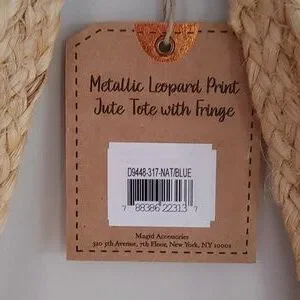 Metallic Leopard Print
Jute Tote with Fringe
D9448-317-NAT/BLUE
7 88386 22313 7
Magid Accessories
320 5th Avenue, 7th Floor, New York, NY 10001